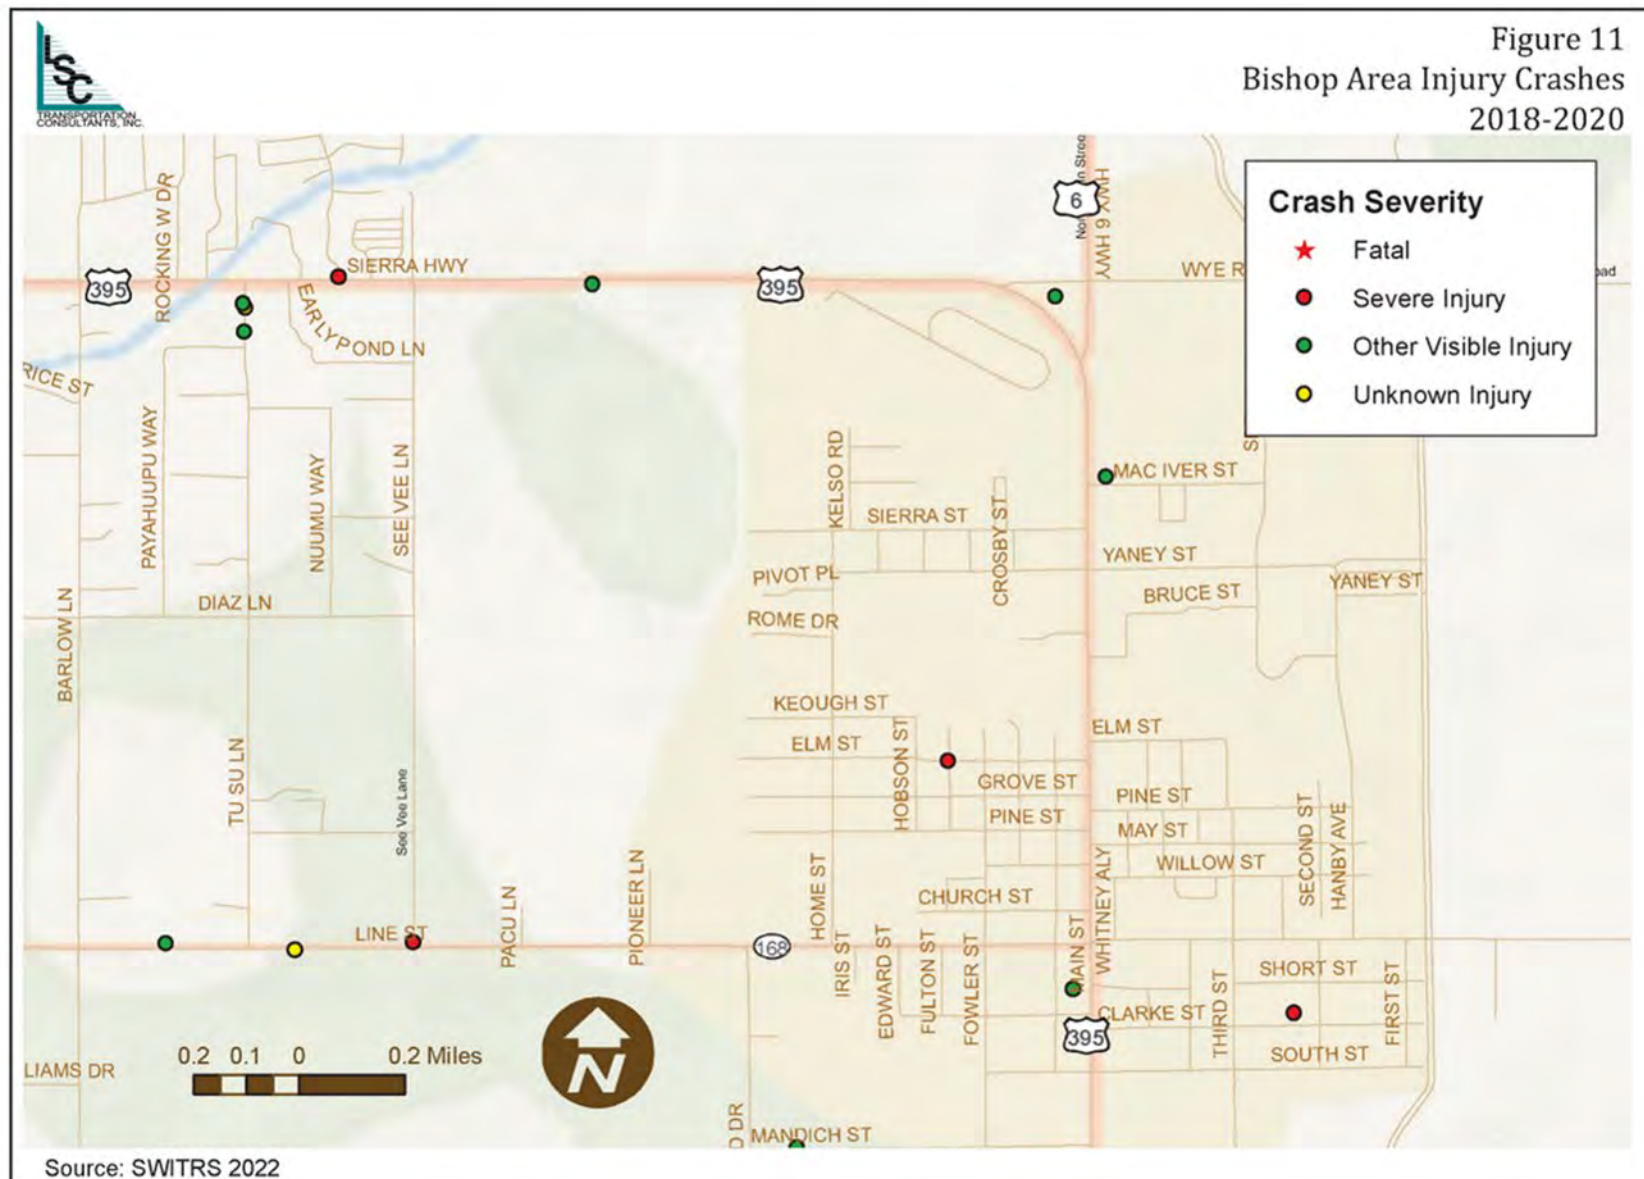 LSC
TRANSPORTATION
CONSULTANTS, INC.
Figure 11
Bishop Area Injury Crashes
2018-2020
Crash Severity
Fatal
Severe Injury
Other Visible Injury
Unknown Injury
ROCKING W DR
SIERRA HWY
395
395
6
HWY 6 HWY
WYE R
EARLYPOND LN
RICE ST
PAYAHUUPU WAY
NUUMU WAY
SEE VEE LN
KELSO RD
MAC IVER ST
SIERRA ST
CROSBY ST
YANEY ST
YANEY ST
PIVOT PL
BRUCE ST
DIAZ LN
ROME DR
BARLOW LN
KEOUGH ST
ELM ST
ELM ST
HOBSON ST
GROVE ST
TU SU LN
See Vee Lane
PINE ST
PINE ST
SECOND ST
HANBY AVE
MAY ST
WILLOW ST
HOME ST
CHURCH ST
WHITNEY ALY
PACU LN
PIONEER LN
LINE ST
168
IRIS ST
EDWARD ST
FULTON ST
FOWLER ST
MAIN ST
SHORT ST
CLARKE ST
THIRD ST
FIRST ST
395
SOUTH ST
0.2 0.1 0 0.2 Miles
N
LIAMS DR
D DR
MANDICH ST
Source: SWITRS 2022